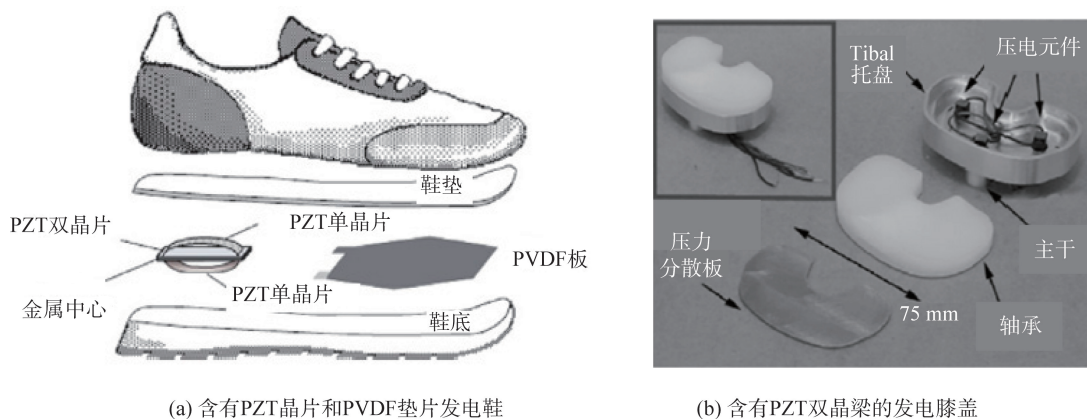 鞋垫
PZT双晶片
PZT单晶片
PVDF板
金属中心
PZT单晶片
鞋底
(a) 含有PZT晶片和PVDF垫片发电鞋
Tibal
托盘
压电元件
主干
压力
分散板
75 mm
轴承
(b) 含有PZT双晶梁的发电膝盖